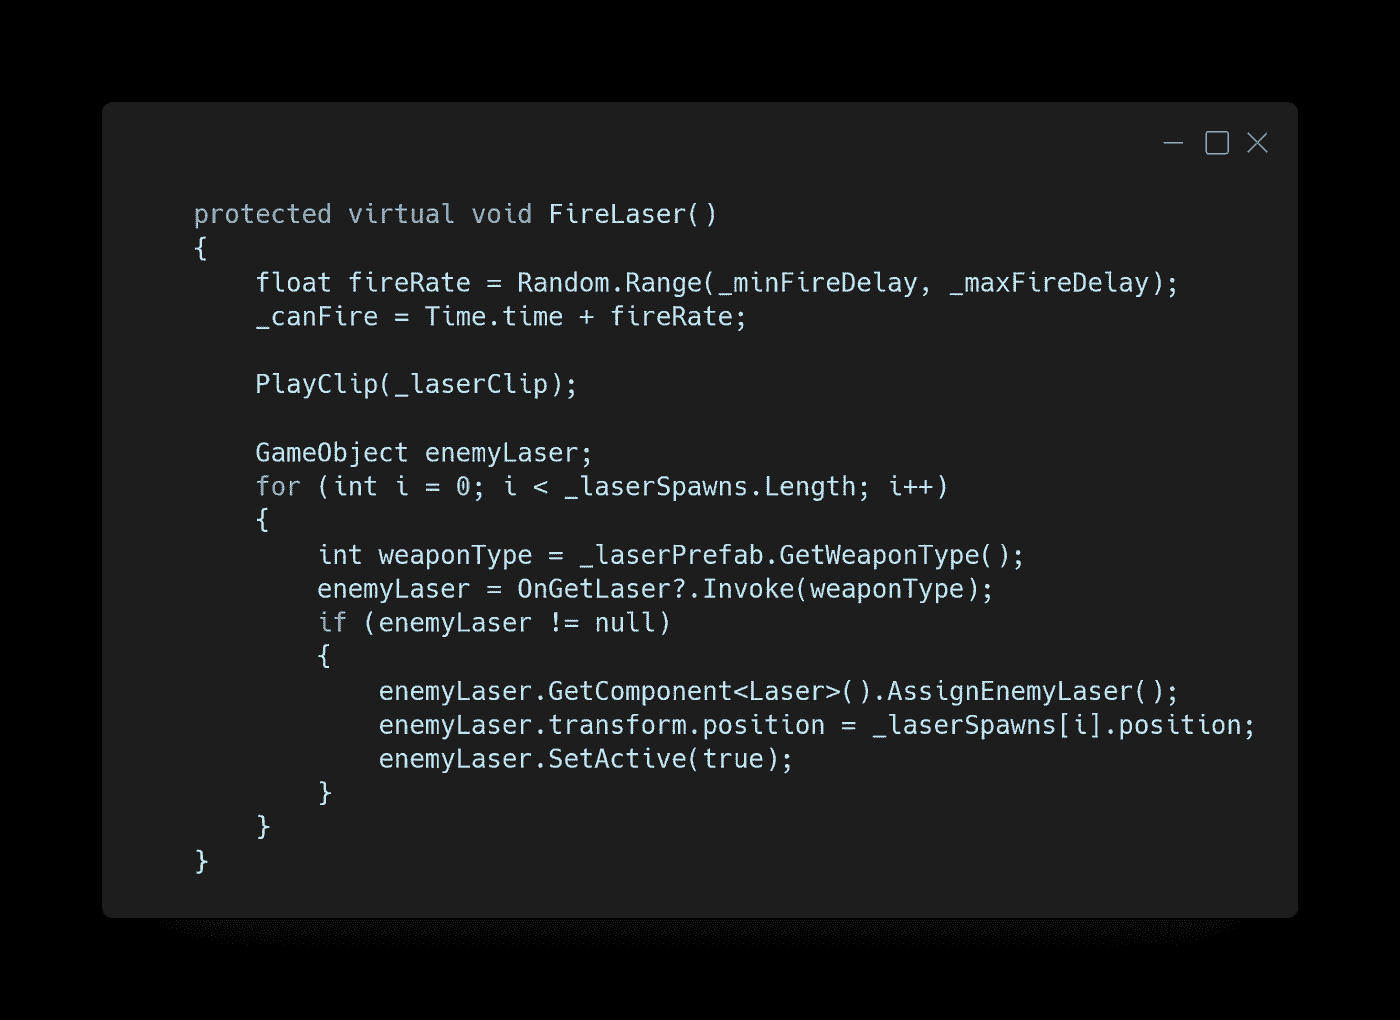 protected virtual void FireLaser()
{
    float fireRate = Random.Range(_minFireDelay, _maxFireDelay);
    _canFire = Time.time + fireRate;

    PlayClip(_laserClip);

    GameObject enemyLaser;
    for (int i = 0; i < _laserSpawns.Length; i++)
    {
        int weaponType = _laserPrefab.GetWeaponType();
        enemyLaser = OnGetLaser?.Invoke(weaponType);
        if (enemyLaser != null)
        {
            enemyLaser.GetComponent<Laser>().AssignEnemyLaser();
            enemyLaser.transform.position = _laserSpawns[i].position;
            enemyLaser.SetActive(true);
        }
    }
}